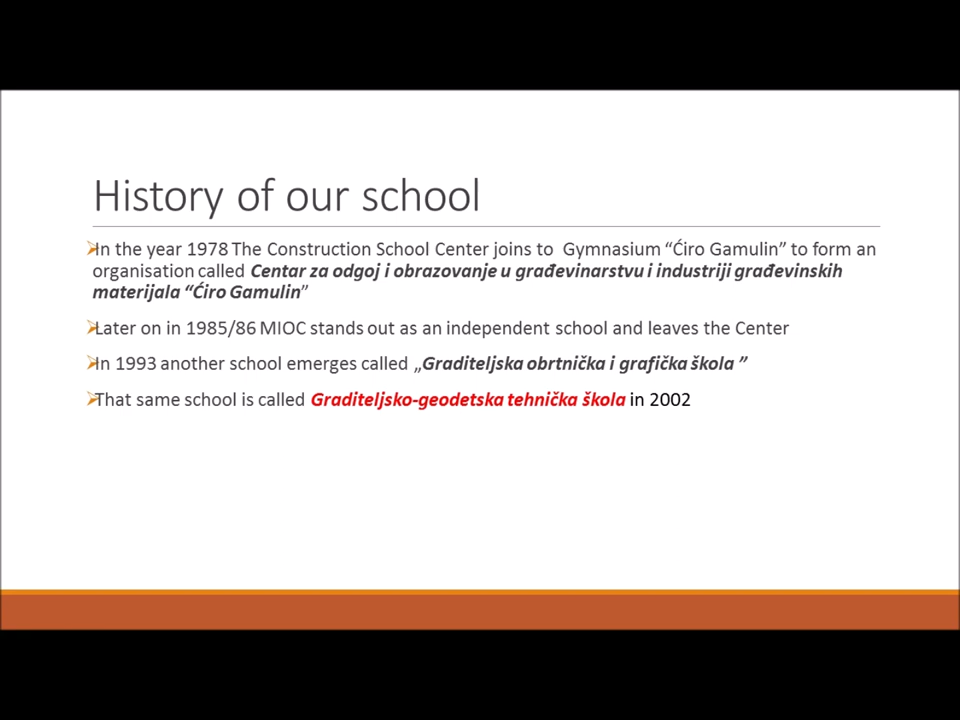 History of our school
In the year 1978 The Construction School Center joins to  Gymnasium “Ćiro Gamulin” to form an
organisation called Centar za odgoj i obrazovanje u građevinarstvu i industriji građevinskih
materijala “Ćiro Gamulin”
Later on in 1985/86 MIOC stands out as an independent school and leaves the Center
In 1993 another school emerges called „Graditeljska obrtnička i grafička škola ”
That same school is called Graditeljsko-geodetska tehnička škola in 2002